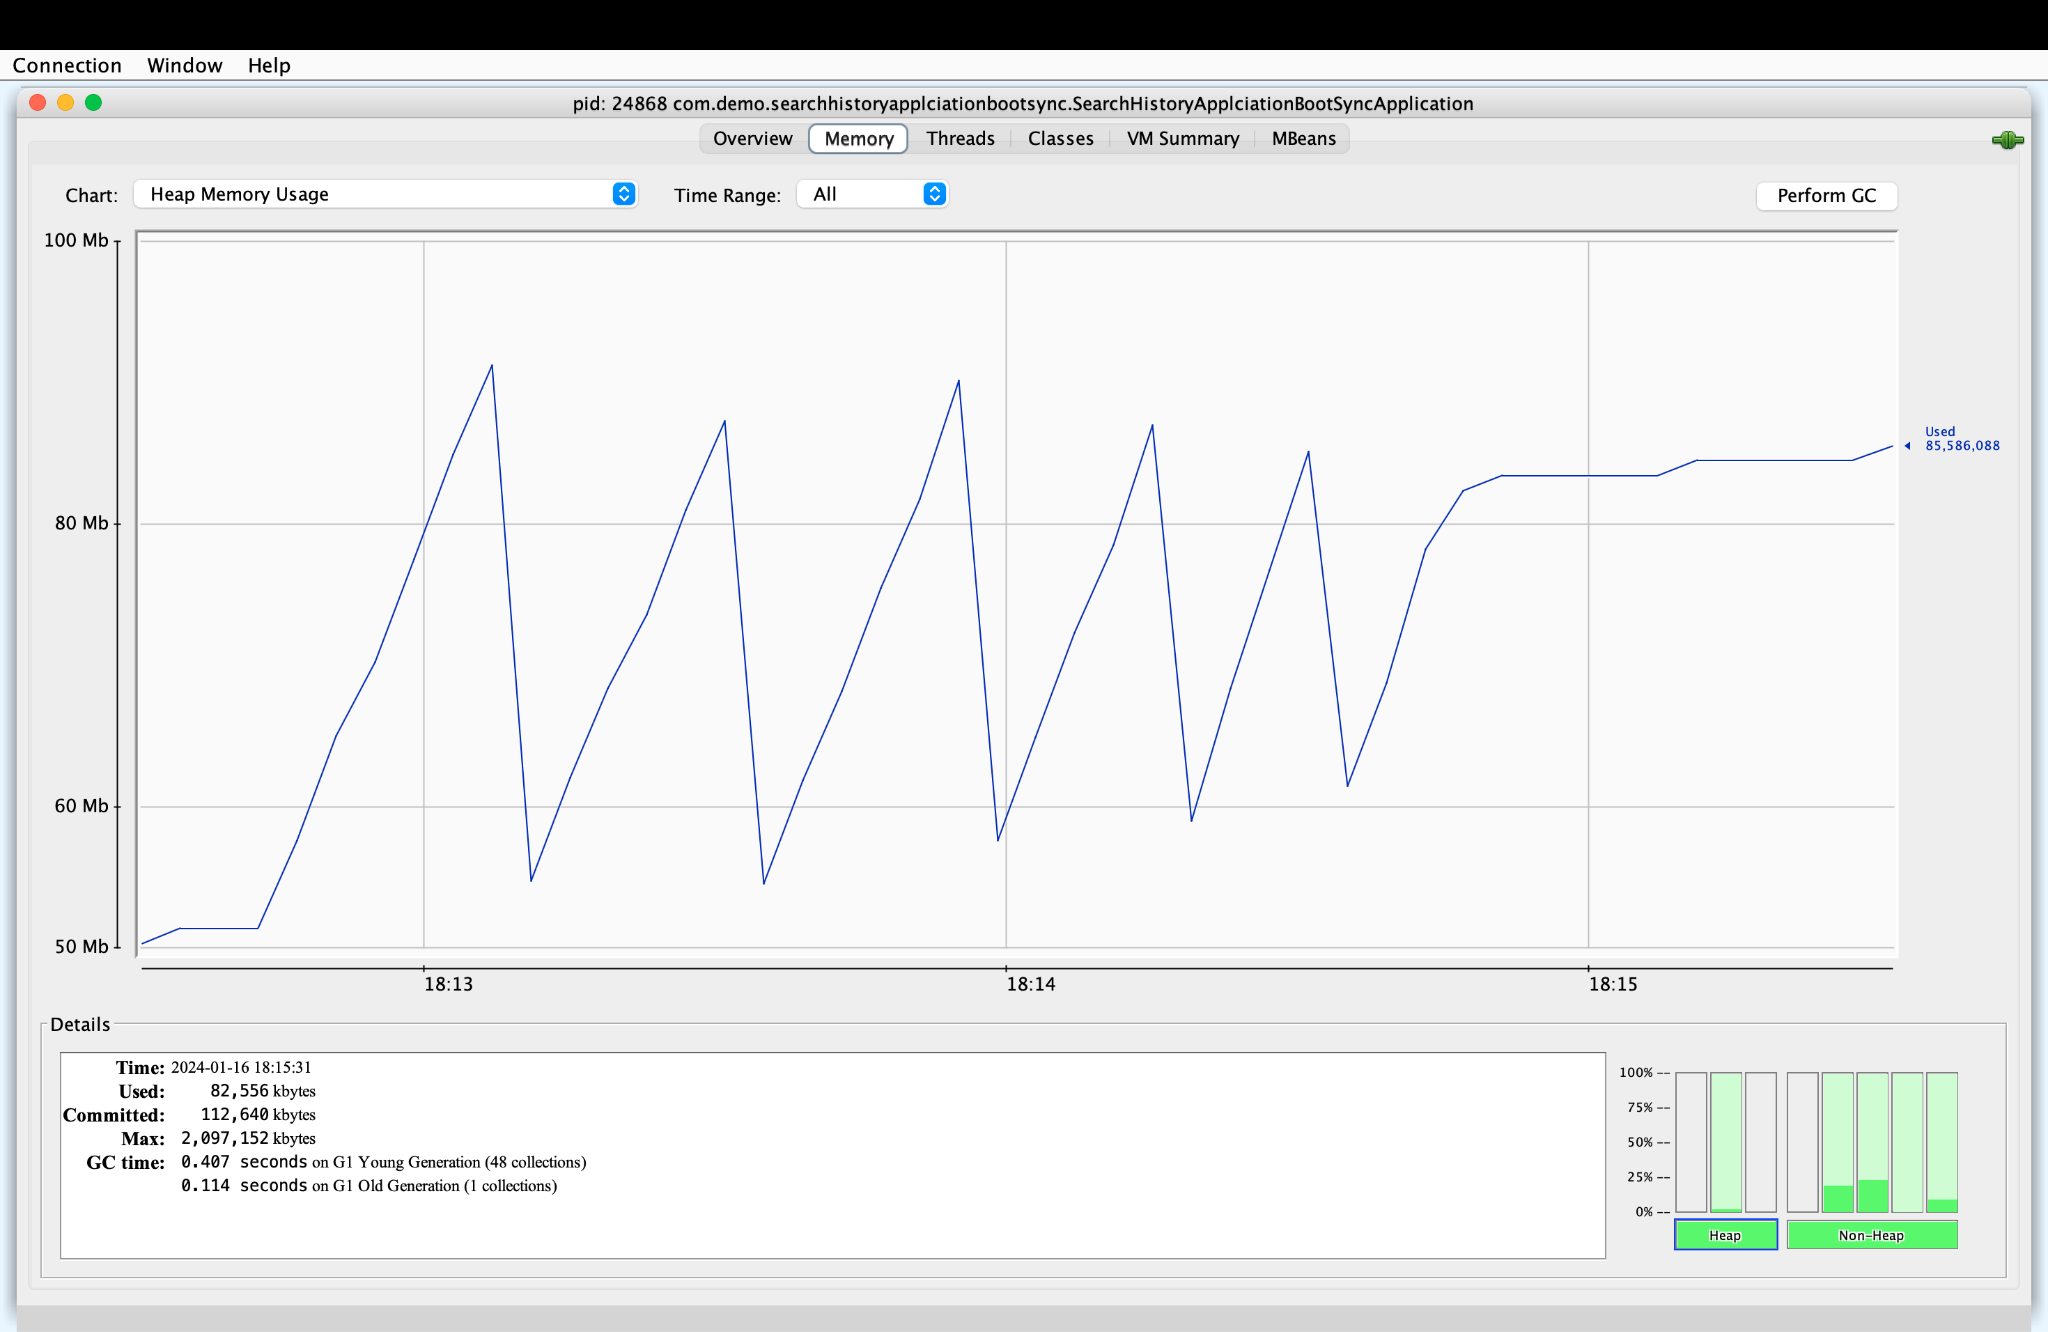 Connection Window Help
pid: 24868 com.demo.searchhistoryapplciationbootsync.SearchHistoryApplciationBootSyncApplication
Overview Memory Threads Classes VM Summary MBeans
Chart: Heap Memory Usage Time Range: All Perform GC
100 Mb
80 Mb
60 Mb
50 Mb
Used
85,586,088
18:13 18:14 18:15
Details
Time: 2024-01-16 18:15:31
Used: 82,556 kbytes
Committed: 112,640 kbytes
Max: 2,097,152 kbytes
GC time: 0.407 seconds on G1 Young Generation (48 collections)
0.114 seconds on G1 Old Generation (1 collections)
100% --
75% --
50% --
25% --
0% --
Heap Non-Heap